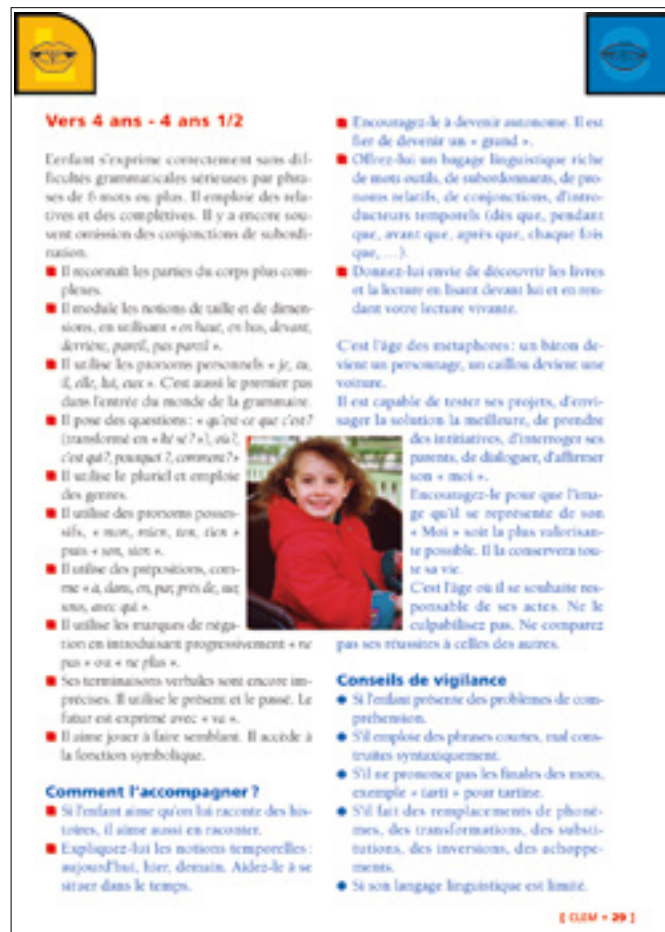 Vers 4 ans - 4 ans 1/2
L'enfant s'exprime correctement sans dif-
ficultés grammaticales sérieuses par phra-
ses de 6 mots ou plus. Il emploie des rela-
tives et des complétives. Il y a encore sou-
vent omission des conjonctions de subordi-
nation.
Il reconnaît les parties du corps plus com-
plexes.
Il module les notions de taille et de dimen-
sions, en utilisant « en haut, en bas, devant,
derrière, pareil, pas pareil ».
Il utilise les pronoms personnels « je, tu,
il, elle, lui, eux ». C'est aussi le premier pas
dans l'entrée du monde de la grammaire.
Il pose des questions : « qu'est-ce que c'est ?
(transformé en « hé sé ? »), où ?,
c'est qui ?, pourquoi ?, comment ? »
Il utilise le pluriel et emploie
des genres.
Il utilise des pronoms posses-
sifs, « mon, mien, ton, tien »
puis « son, sien ».
Il utilise des prépositions, com-
me « à, dans, en, par, près de, sur,
sous, avec qui ».
Il utilise les marques de néga-
tion en introduisant progressivement « ne
pas » ou « ne plus ».
Ses terminaisons verbales sont encore im-
précises. Il utilise le présent et le passé. Le
futur est exprimé avec « va ».
Il aime jouer à faire semblant. Il accède à
la fonction symbolique.
Comment l'accompagner ?
Si l'enfant aime qu'on lui raconte des his-
toires, il aime aussi en raconter.
Expliquez-lui les notions temporelles :
aujourd'hui, hier, demain. Aidez-le à se
situer dans le temps.
Encouragez-le à devenir autonome. Il est
fier de devenir un « grand ».
Offrez-lui un bagage linguistique riche
de mots outils, de subordonnants, de pro-
noms relatifs, de conjonctions, d'intro-
ducteurs temporels (dès que, pendant
que, avant que, après que, chaque fois
que, …).
Donnez-lui envie de découvrir les livres
et la lecture en lisant devant lui et en ren-
dant votre lecture vivante.
C'est l'âge des métaphores : un bâton de-
vient un personnage, un caillou devient une
voiture.
Il est capable de tester ses projets, d'envi-
sager la solution la meilleure, de prendre
des initiatives, d'interroger ses
parents, de dialoguer, d'affirmer
son « moi ».
Encouragez-le pour que l'ima-
ge qu'il se représente de son
« Moi » soit la plus valorisan-
te possible. Il la conservera tou-
te sa vie.
C'est l'âge où il se souhaite res-
ponsable de ses actes. Ne le
culpabilisez pas. Ne comparez
pas ses réussites à celles des autres.
Conseils de vigilance
Si l'enfant présente des problèmes de com-
préhension.
S'il emploie des phrases courtes, mal cons-
truites syntaxiquement.
S'il ne prononce pas les finales des mots,
exemple « tarti » pour tartine.
S'il fait des remplacements de phonè-
mes, des transformations, des substi-
tutions, des inversions, des achoppe-
ments.
Si son langage linguistique est limité.
[ CLEM • 29 ]